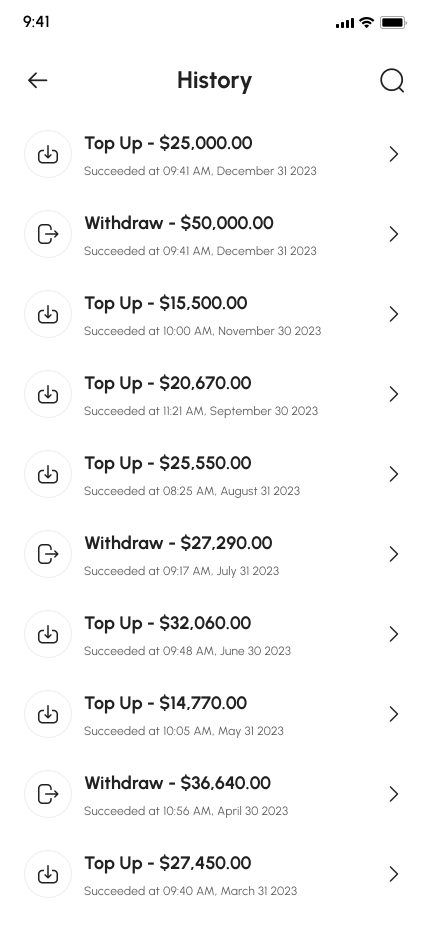 9:41
History
Top Up - $25,000.00
Succeeded at 09:41 AM, December 31 2023
Withdraw - $50,000.00
Succeeded at 09:41 AM, December 31 2023
Top Up - $15,500.00
Succeeded at 10:00 AM, November 30 2023
Top Up - $20,670.00
Succeeded at 11:21 AM, September 30 2023
Top Up - $25,550.00
Succeeded at 08:25 AM, August 31 2023
Withdraw - $27,290.00
Succeeded at 09:17 AM, July 31 2023
Top Up - $32,060.00
Succeeded at 09:48 AM, June 30 2023
Top Up - $14,770.00
Succeeded at 10:05 AM, May 31 2023
Withdraw - $36,640.00
Succeeded at 10:56 AM, April 30 2023
Top Up - $27,450.00
Succeeded at 09:40 AM, March 31 2023